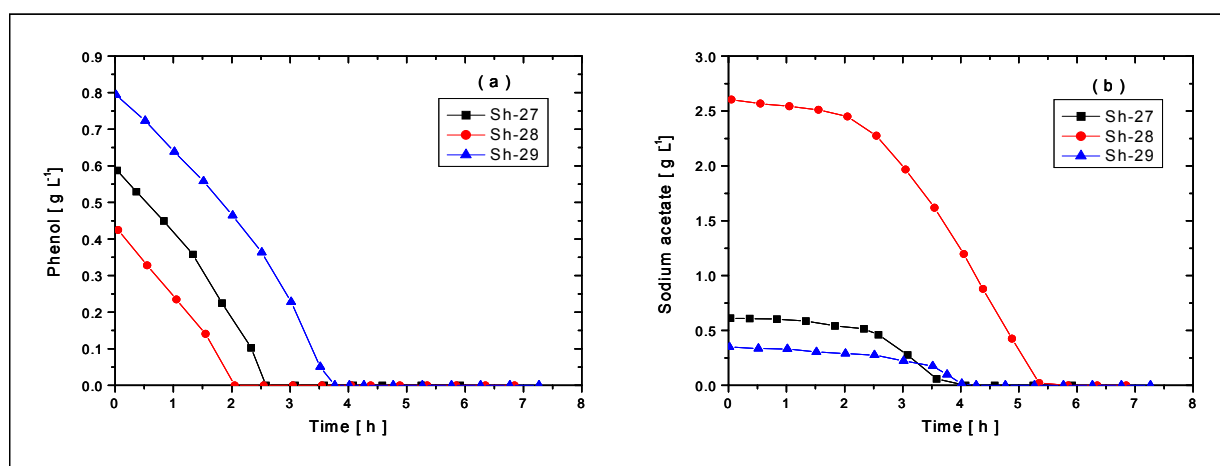 ( a )
Sh-27
Sh-28
Sh-29
0.9
0.8
0.7
0.6
0.5
0.4
0.3
0.2
0.1
0.0
Phenol [ g L-1]
0 1 2 3 4 5 6 7 8
Time [ h ]
( b )
Sh-27
Sh-28
Sh-29
3.0
2.5
2.0
1.5
1.0
0.5
0.0
Sodium acetate [ g L-1]
0 1 2 3 4 5 6 7 8
Time [ h ]